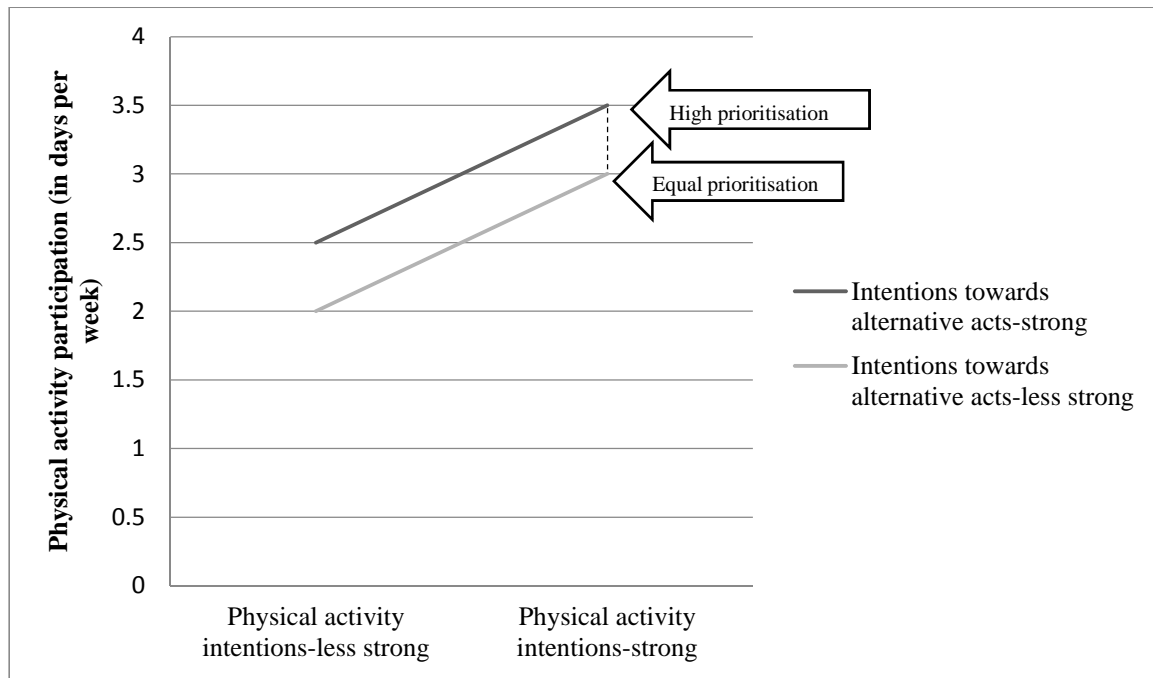 Physical activity participation (in days per
week)
4
3.5
3
2.5
2
1.5
1
0.5
0
High prioritisation
Equal prioritisation
Intentions towards
alternative acts-strong
Intentions towards
alternative acts-less strong
Physical activity
intentions-less strong
Physical activity
intentions-strong